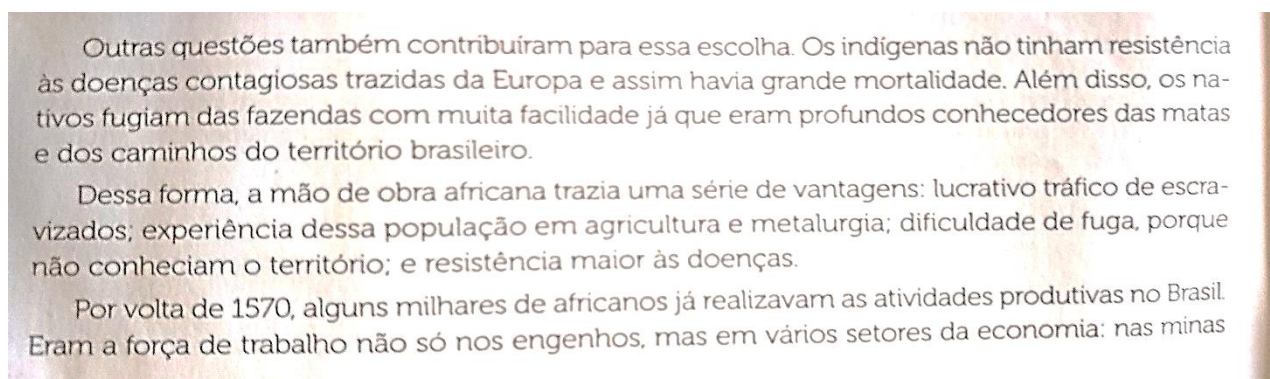 Outras questões também contribuíram para essa escolha. Os indígenas não tinham resistência
às doenças contagiosas trazidas da Europa e assim havia grande mortalidade. Além disso, os na-
tivos fugiam das fazendas com muita facilidade já que eram profundos conhecedores das matas
e dos caminhos do território brasileiro.
Dessa forma, a mão de obra africana trazia uma série de vantagens: lucrativo tráfico de escra-
vizados; experiência dessa população em agricultura e metalurgia; dificuldade de fuga, porque
não conheciam o território; e resistência maior às doenças.
Por volta de 1570, alguns milhares de africanos já realizavam as atividades produtivas no Brasil.
Eram a força de trabalho não só nos engenhos, mas em vários setores da economia: nas minas